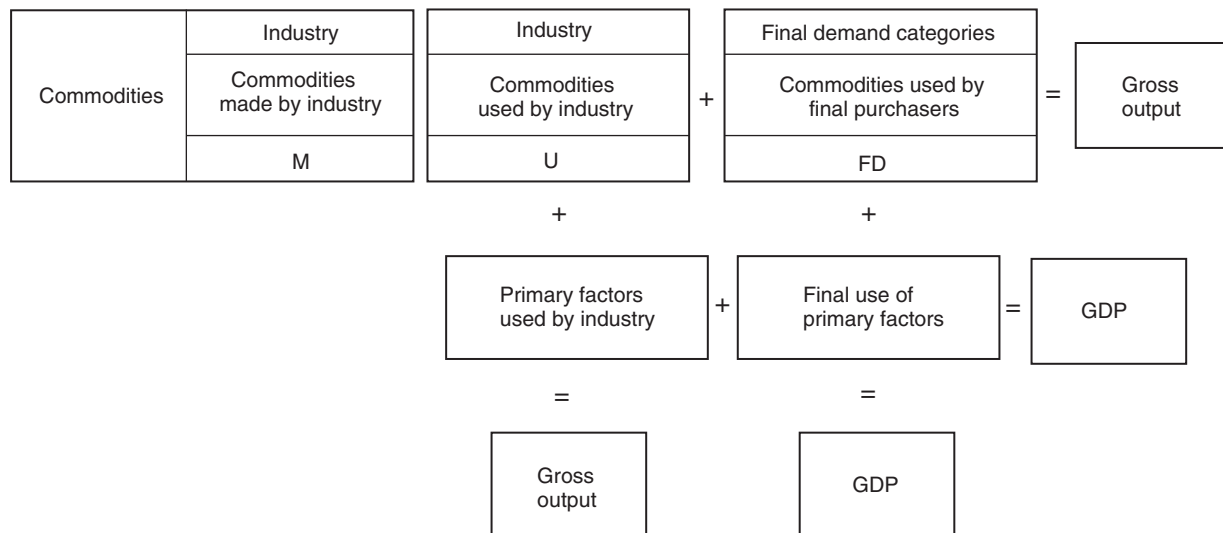 Commodities
Industry
Commodities
made by industry
M
Industry
Commodities
used by industry
U
+
Final demand categories
Commodities used by
final purchasers
FD
=
Gross
output
+
+
Primary factors
used by industry
+
Final use of
primary factors
=
GDP
=
=
Gross
output
GDP